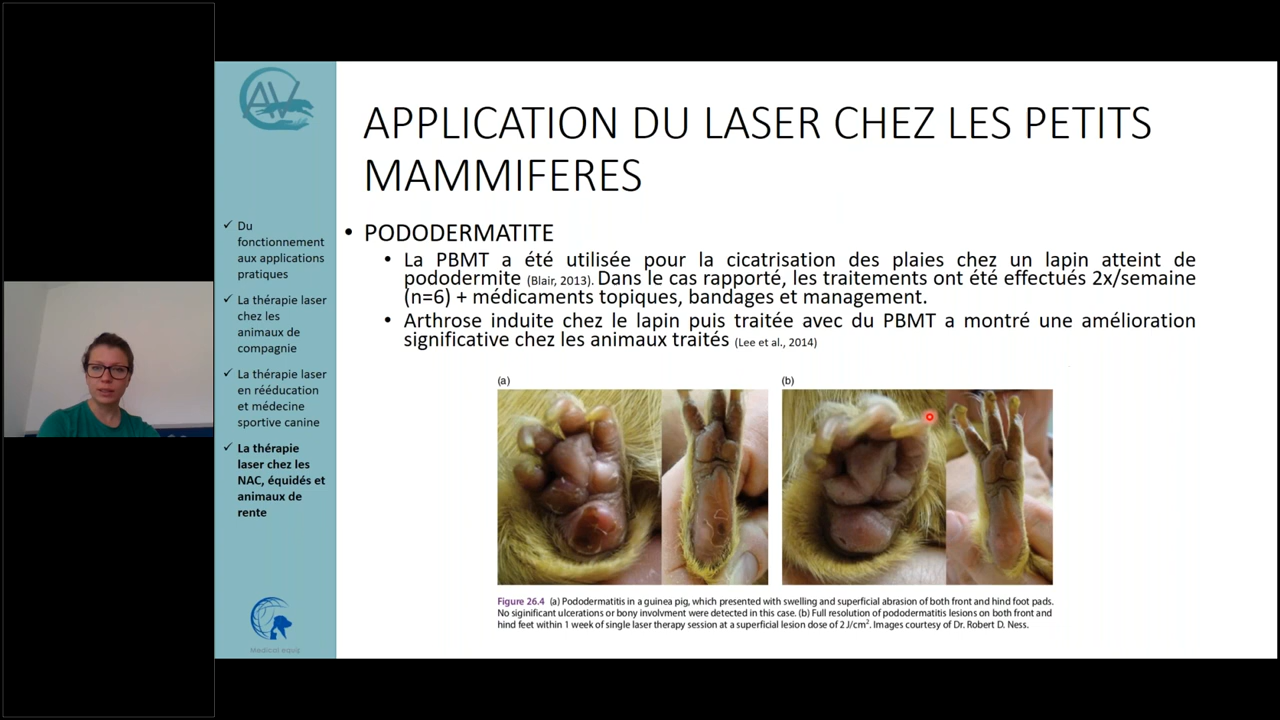 AV
APPLICATION DU LASER CHEZ LES PETITS
MAMMIFERES
✓ Du
fonctionnement
aux applications
pratiques
✓ La thérapie laser
chez les
animaux de
compagnie
✓ La thérapie laser
en rééducation
et médecine
sportive canine
✓ La thérapie
laser chez les
NAC, équidés et
animaux de
rente
Medical equip
• PODODERMATITE
• La PBMT a été utilisée pour la cicatrisation des plaies chez un lapin atteint de
pododermite (Blair, 2013). Dans le cas rapporté, les traitements ont été effectués 2x/semaine
(n=6) + médicaments topiques, bandages et management.
• Arthrose induite chez le lapin puis traitée avec du PBMT a montré une amélioration
significative chez les animaux traités (Lee et al., 2014)
(a)
(b)
Figure 26.4 (a) Pododermatitis in a guinea pig, which presented with swelling and superficial abrasion of both front and hind foot pads.
No siginificant ulcerations or bony involvment were detected in this case. (b) Full resolution of pododermatitis lesions on both front and
hind feet within 1 week of single laser therapy session at a superficial lesion dose of 2 J/cm². Images courtesy of Dr. Robert D. Ness.